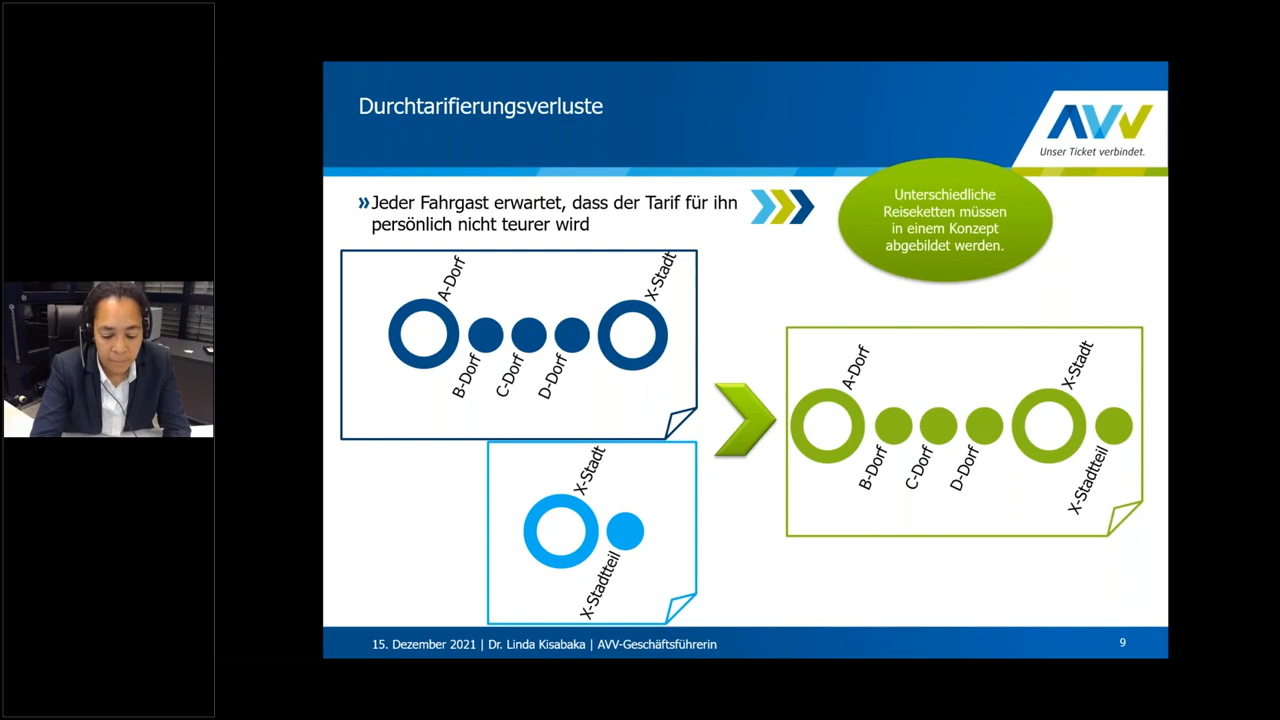 Durchtarifierungsverluste
AVV
Unser Ticket verbindet.
»Jeder Fahrgast erwartet, dass der Tarif für ihn
persönlich nicht teurer wird
Unterschiedliche
Reiseketten müssen
in einem Konzept
abgebildet werden.
A-Dorf
B-Dorf
C-Dorf
D-Dorf
X-Stadt
X-Stadt
X-Stadtteil
A-Dorf
B-Dorf
C-Dorf
D-Dorf
X-Stadt
X-Stadtteil
15. Dezember 2021 | Dr. Linda Kisabaka | AVV-Geschäftsführerin
9